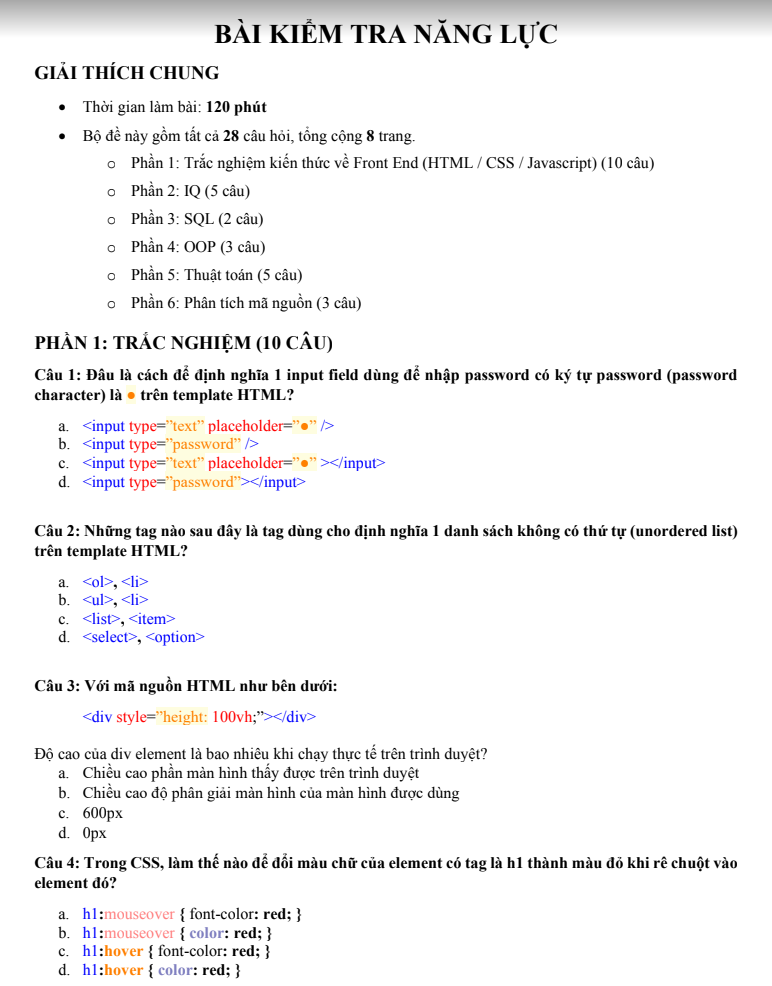 BÀI KIỂM TRA NĂNG LỰC
GIẢI THÍCH CHUNG
• Thời gian làm bài: 120 phút
• Bộ đề này gồm tất cả 28 câu hỏi, tổng cộng 8 trang.
o Phần 1: Trắc nghiệm kiến thức về Front End (HTML / CSS / Javascript) (10 câu)
o Phần 2: IQ (5 câu)
o Phần 3: SQL (2 câu)
o Phần 4: OOP (3 câu)
o Phần 5: Thuật toán (5 câu)
o Phần 6: Phân tích mã nguồn (3 câu)
PHẦN 1: TRẮC NGHIỆM (10 CÂU)
Câu 1: Đâu là cách để định nghĩa 1 input field dùng để nhập password có ký tự password (password
character) là ● trên template HTML?
a. <input type=”text” placeholder=”●” />
b. <input type=”password” />
c. <input type=”text” placeholder=”●” ></input>
d. <input type=”password”></input>
Câu 2: Những tag nào sau đây là tag dùng cho định nghĩa 1 danh sách không có thứ tự (unordered list)
trên template HTML?
a. <ol>, <li>
b. <ul>, <li>
c. <list>, <item>
d. <select>, <option>
Câu 3: Với mã nguồn HTML như bên dưới:
<div style=”height: 100vh;”></div>
Độ cao của div element là bao nhiêu khi chạy thực tế trên trình duyệt?
a. Chiều cao phần màn hình thấy được trên trình duyệt
b. Chiều cao độ phân giải màn hình của màn hình được dùng
c. 600px
d. 0px
Câu 4: Trong CSS, làm thế nào để đổi màu chữ của element có tag là h1 thành màu đỏ khi rê chuột vào
element đó?
a. h1:mouseover { font-color: red; }
b. h1:mouseover { color: red; }
c. h1:hover { font-color: red; }
d. h1:hover { color: red; }